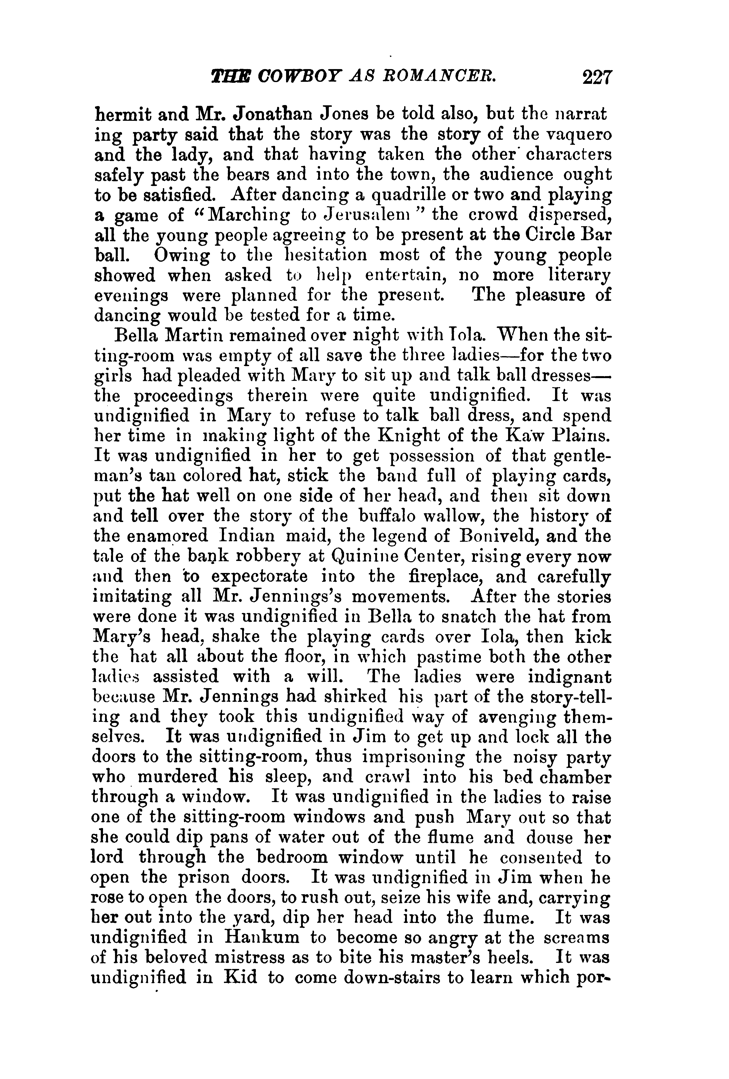 THE COWBOY AS ROMANCER. 227
hermit and Mr. Jonathan Jones be told also, but the narrat
ing party said that the story was the story of the vaquero
and the lady, and that having taken the other characters
safely past the bears and into the town, the audience ought
to be satisfied. After dancing a quadrille or two and playing
a game of “Marching to Jerusalem” the crowd dispersed,
all the young people agreeing to be present at the Circle Bar
ball. Owing to the hesitation most of the young people
showed when asked to help entertain, no more literary
evenings were planned for the present. The pleasure of
dancing would be tested for a time.
Bella Martin remained over night with Iola. When the sit-
ting-room was empty of all save the three ladies—for the two
girls had pleaded with Mary to sit up and talk ball dresses—
the proceedings therein were quite undignified. It was
undignified in Mary to refuse to talk ball dress, and spend
her time in making light of the Knight of the Kaw Plains.
It was undignified in her to get possession of that gentle-
man's tan colored hat, stick the band full of playing cards,
put the hat well on one side of her head, and then sit down
and tell over the story of the buffalo wallow, the history of
the enamored Indian maid, the legend of Boniveld, and the
tale of the bank robbery at Quinine Center, rising every now
and then to expectorate into the fireplace, and carefully
imitating all Mr. Jennings's movements. After the stories
were done it was undignified in Bella to snatch the hat from
Mary's head, shake the playing cards over Iola, then kick
the hat all about the floor, in which pastime both the other
ladies assisted with a will. The ladies were indignant
because Mr. Jennings had shirked his part of the story-tell-
ing and they took this undignified way of avenging them-
selves. It was undignified in Jim to get up and lock all the
doors to the sitting-room, thus imprisoning the noisy party
who murdered his sleep, and crawl into his bed chamber
through a window. It was undignified in the ladies to raise
one of the sitting-room windows and push Mary out so that
she could dip pans of water out of the flume and douse her
lord through the bedroom window until he consented to
open the prison doors. It was undignified in Jim when he
rose to open the doors, to rush out, seize his wife and, carrying
her out into the yard, dip her head into the flume. It was
undignified in Hankum to become so angry at the screams
of his beloved mistress as to bite his master's heels. It was
undignified in Kid to come down-stairs to learn which por-